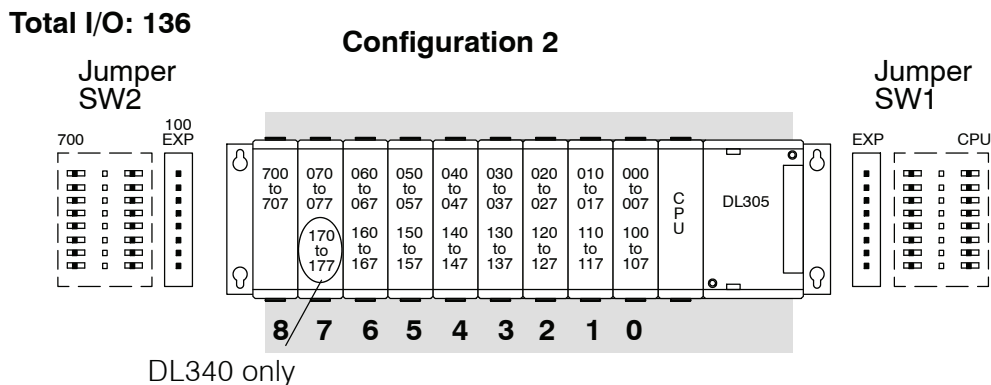 Total I/O: 136
Configuration 2
Jumper
SW2
Jumper
SW1
700
100
EXP
EXP
CPU
700
to
707
070
to
077
170
to
177
060
to
067
160
to
167
050
to
057
150
to
157
040
to
047
140
to
147
030
to
037
130
to
137
020
to
027
120
to
127
010
to
017
110
to
117
000
to
007
100
to
107
C
P
U
DL305
8 7 6 5 4 3 2 1 0
DL340 only